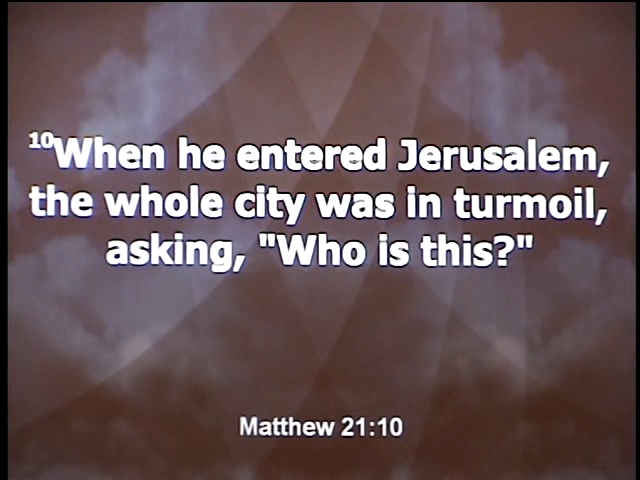 ¹⁰When he entered Jerusalem,
the whole city was in turmoil,
asking, "Who is this?"
Matthew 21:10